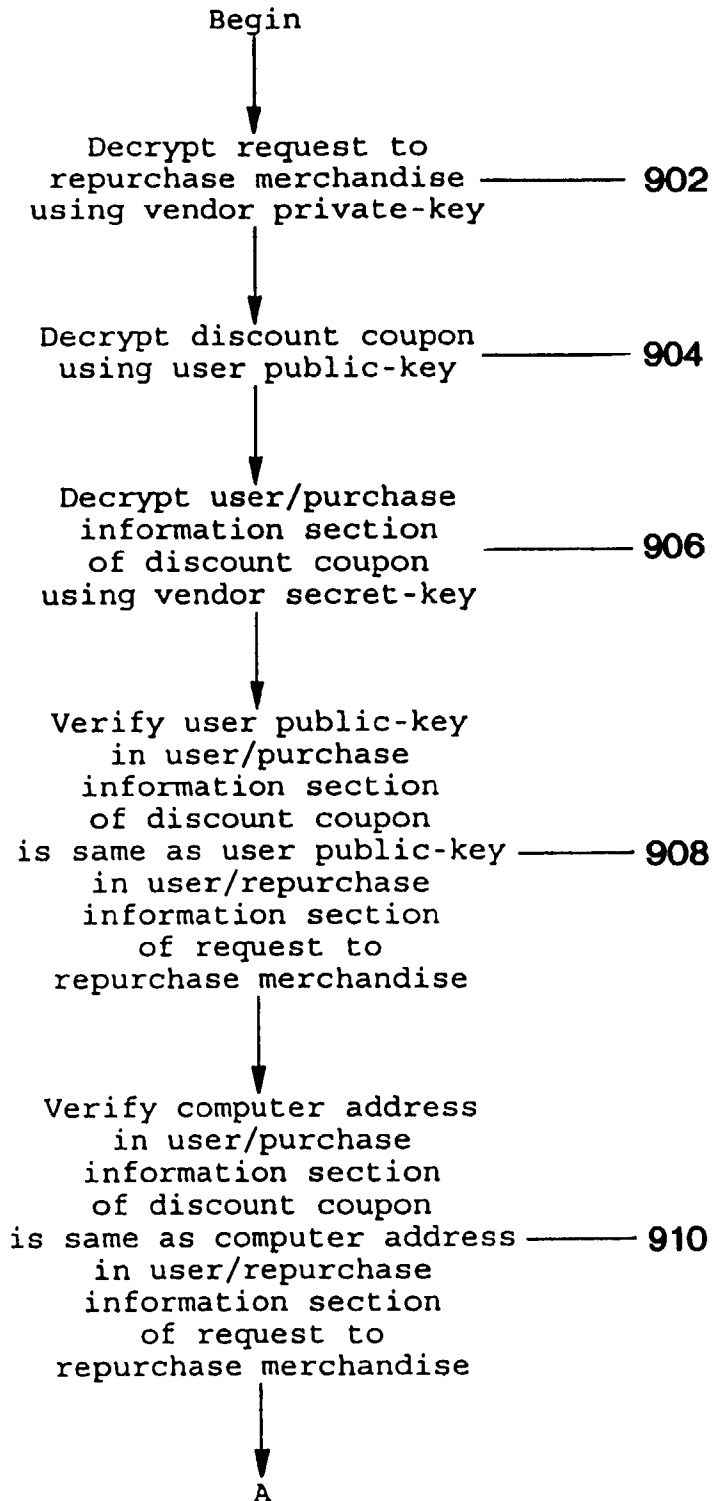 Begin
Decrypt request to
repurchase merchandise
using vendor private-key
902
Decrypt discount coupon
using user public-key
904
Decrypt user/purchase
information section
of discount coupon
using vendor secret-key
906
Verify user public-key
in user/purchase
information section
of discount coupon
is same as user public-key
in user/repurchase
information section
of request to
repurchase merchandise
908
Verify computer address
in user/purchase
information section
of discount coupon
is same as computer address
in user/repurchase
information section
of request to
repurchase merchandise
910
A